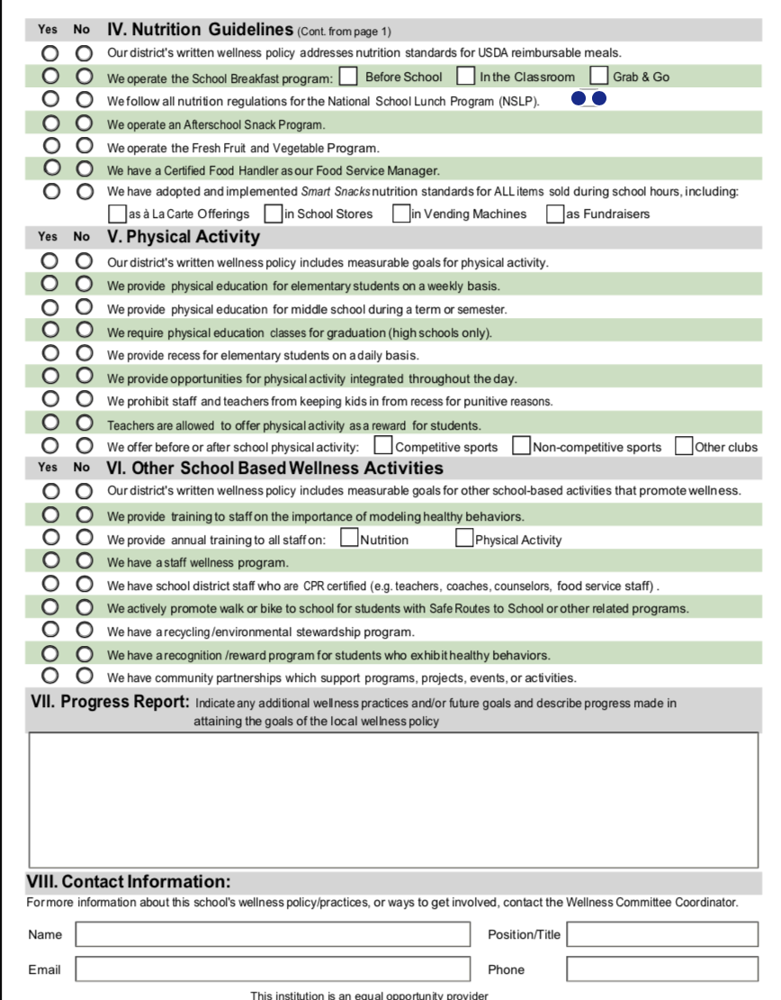 Yes No IV. Nutrition Guidelines (Cont. from page 1)
Our district's written wellness policy addresses nutrition standards for USDA reimbursable meals.
We operate the School Breakfast program: Before School In the Classroom Grab & Go
We follow all nutrition regulations for the National School Lunch Program (NSLP).
We operate an Afterschool Snack Program.
We operate the Fresh Fruit and Vegetable Program.
We have a Certified Food Handler as our Food Service Manager.
We have adopted and implemented Smart Snacks nutrition standards for ALL items sold during school hours, including:
as à La Carte Offerings in School Stores in Vending Machines as Fundraisers
Yes No V. Physical Activity
Our district's written wellness policy includes measurable goals for physical activity.
We provide physical education for elementary students on a weekly basis.
We provide physical education for middle school during a term or semester.
We require physical education classes for graduation (high schools only).
We provide recess for elementary students on a daily basis.
We provide opportunities for physical activity integrated throughout the day.
We prohibit staff and teachers from keeping kids in from recess for punitive reasons.
Teachers are allowed to offer physical activity as a reward for students.
We offer before or after school physical activity: Competitive sports Non-competitive sports Other clubs
Yes No VI. Other School Based Wellness Activities
Our district's written wellness policy includes measurable goals for other school-based activities that promote wellness.
We provide training to staff on the importance of modeling healthy behaviors.
We provide annual training to all staff on: Nutrition Physical Activity
We have a staff wellness program.
We have school district staff who are CPR certified (e.g. teachers, coaches, counselors, food service staff) .
We actively promote walk or bike to school for students with Safe Routes to School or other related programs.
We have a recycling /environmental stewardship program.
We have a recognition /reward program for students who exhibit healthy behaviors.
We have community partnerships which support programs, projects, events, or activities.
VII. Progress Report: Indicate any additional wellness practices and/or future goals and describe progress made in
attaining the goals of the local wellness policy
VIII. Contact Information:
For more information about this school's wellness policy/practices, or ways to get involved, contact the Wellness Committee Coordinator.
Name Position/Title
Email Phone
This institution is an equal opportunity provider